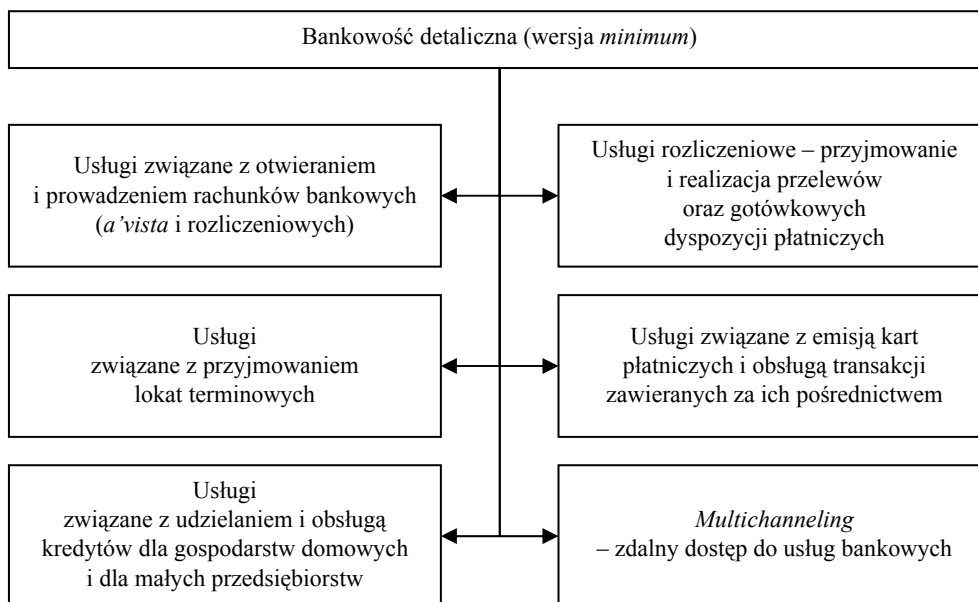 Bankowość detaliczna (wersja minimum)
Usługi związane z otwieraniem
i prowadzeniem rachunków bankowych
(a’vista i rozliczeniowych)
Usługi rozliczeniowe – przyjmowanie
i realizacja przelewów
oraz gotówkowych
dyspozycji płatniczych
Usługi
związane z przyjmowaniem
lokat terminowych
Usługi związane z emisją kart
płatniczych i obsługą transakcji
zawieranych za ich pośrednictwem
Usługi
związane z udzielaniem i obsługą
kredytów dla gospodarstw domowych
i dla małych przedsiębiorstw
Multichanneling
– zdalny dostęp do usług bankowych